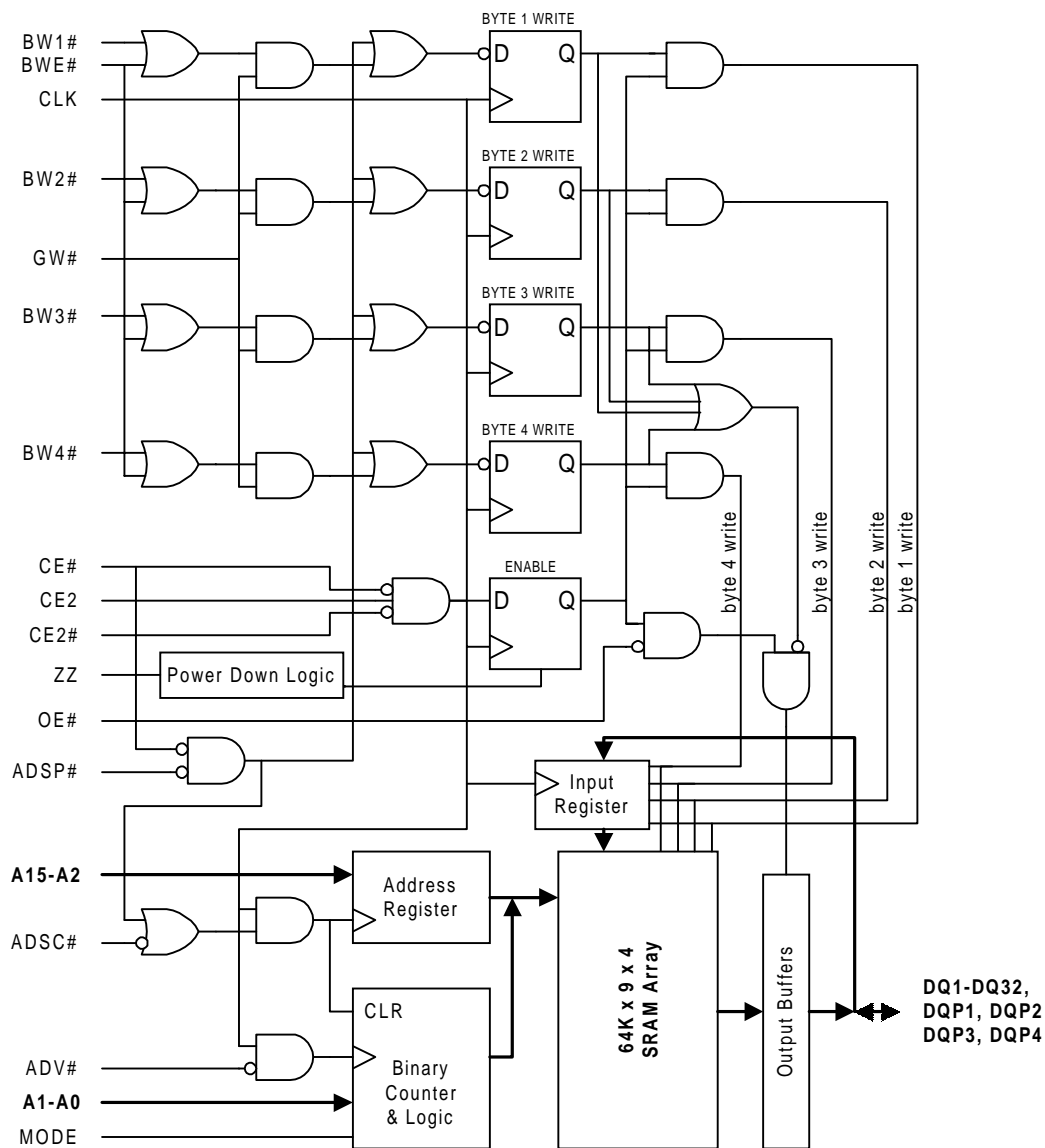 BYTE 1 WRITE
BW1#
BWE#
D
Q
CLK
BYTE 2 WRITE
BW2#
D
Q
GW#
BYTE 3 WRITE
BW3#
D
Q
BYTE 4 WRITE
BW4#
D
Q
byte 4 write
byte 3 write
byte 2 write
byte 1 write
CE#
ENABLE
CE2
D
Q
CE2#
ZZ
Power Down Logic
OE#
ADSP#
Input
Register
A15-A2
Address
Register
ADSC#
64K x 9 x 4
SRAM Array
Output Buffers
DQ1-DQ32,
DQP1, DQP2
DQP3, DQP4
CLR
ADV#
Binary
Counter
& Logic
A1-A0
MODE